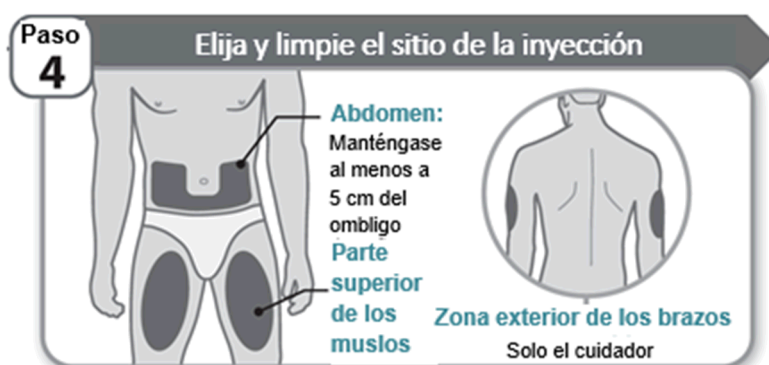 Paso
4
Elija y limpie el sitio de la inyección
Abdomen:
Manténgase
al menos a
5 cm del
ombligo
Parte
superior
de los
muslos
Zona exterior de los brazos
Solo el cuidador